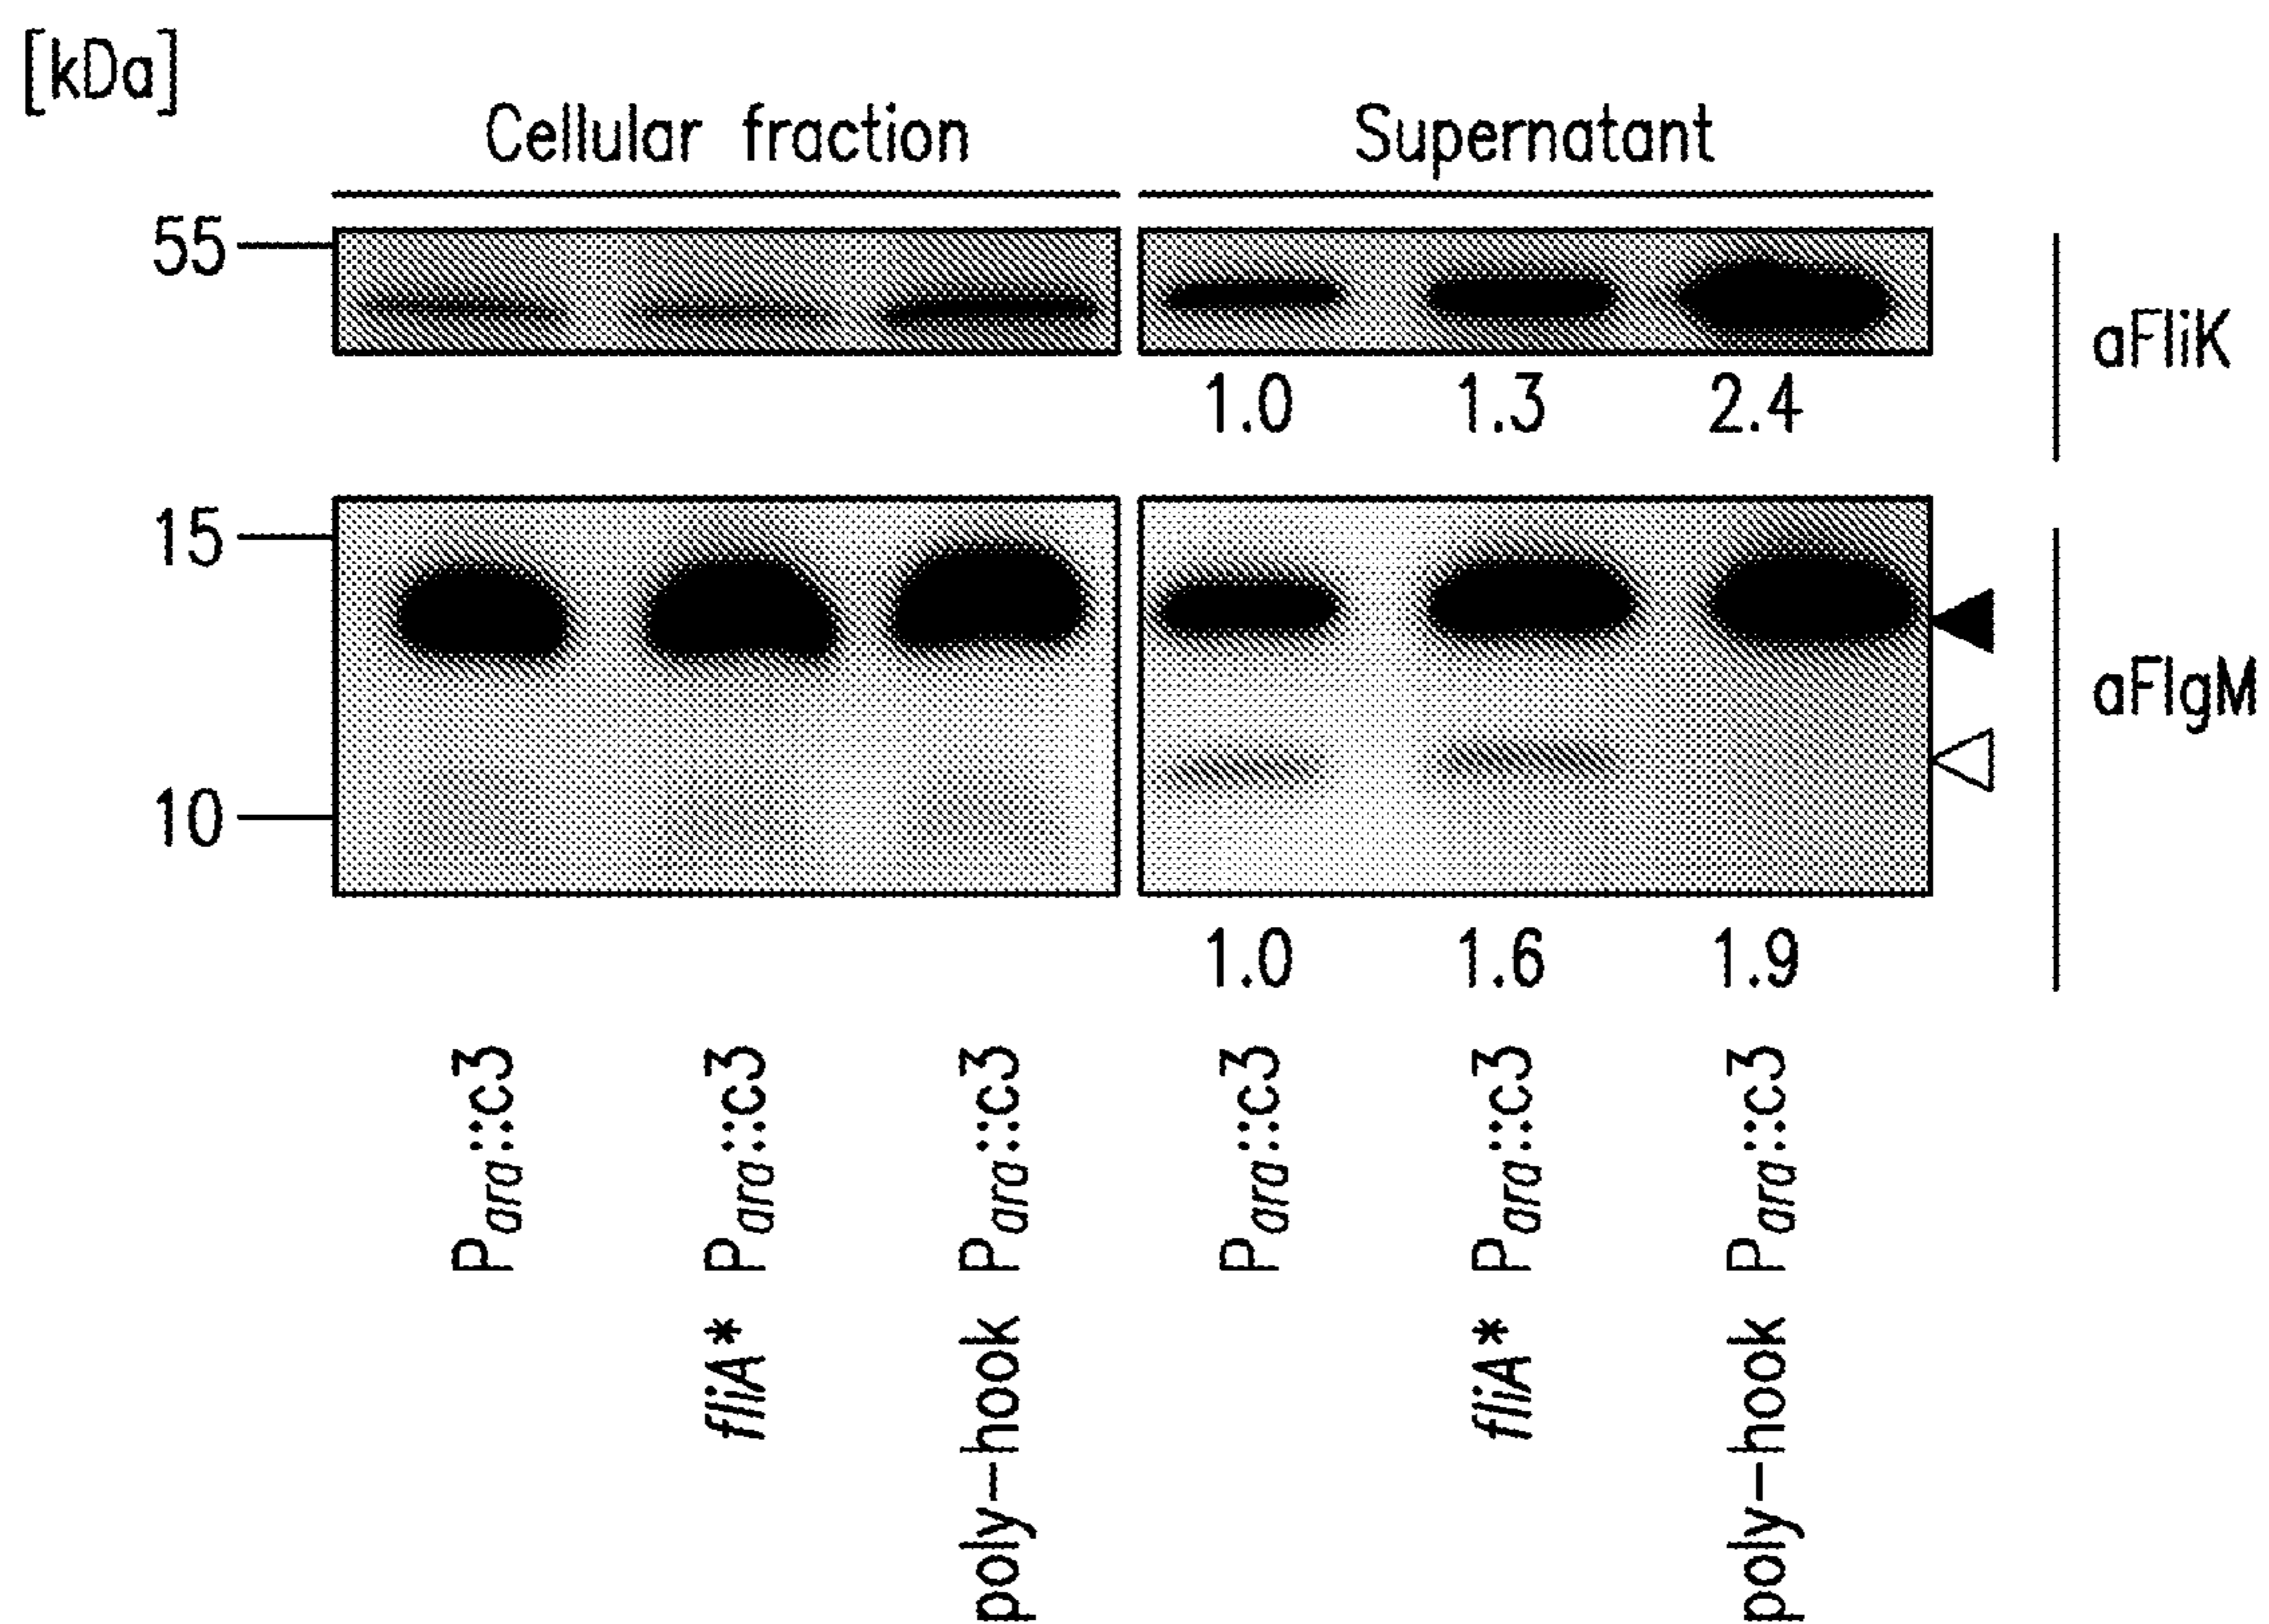 [kDa]
Cellular fraction
Supernatant
55
aFliK
1.0 1.3 2.4
15
aFlgM
10
1.0 1.6 1.9
Para::c3
fliA* Para::c3
poly-hook Para::c3
Para::c3
fliA* Para::c3
poly-hook Para::c3